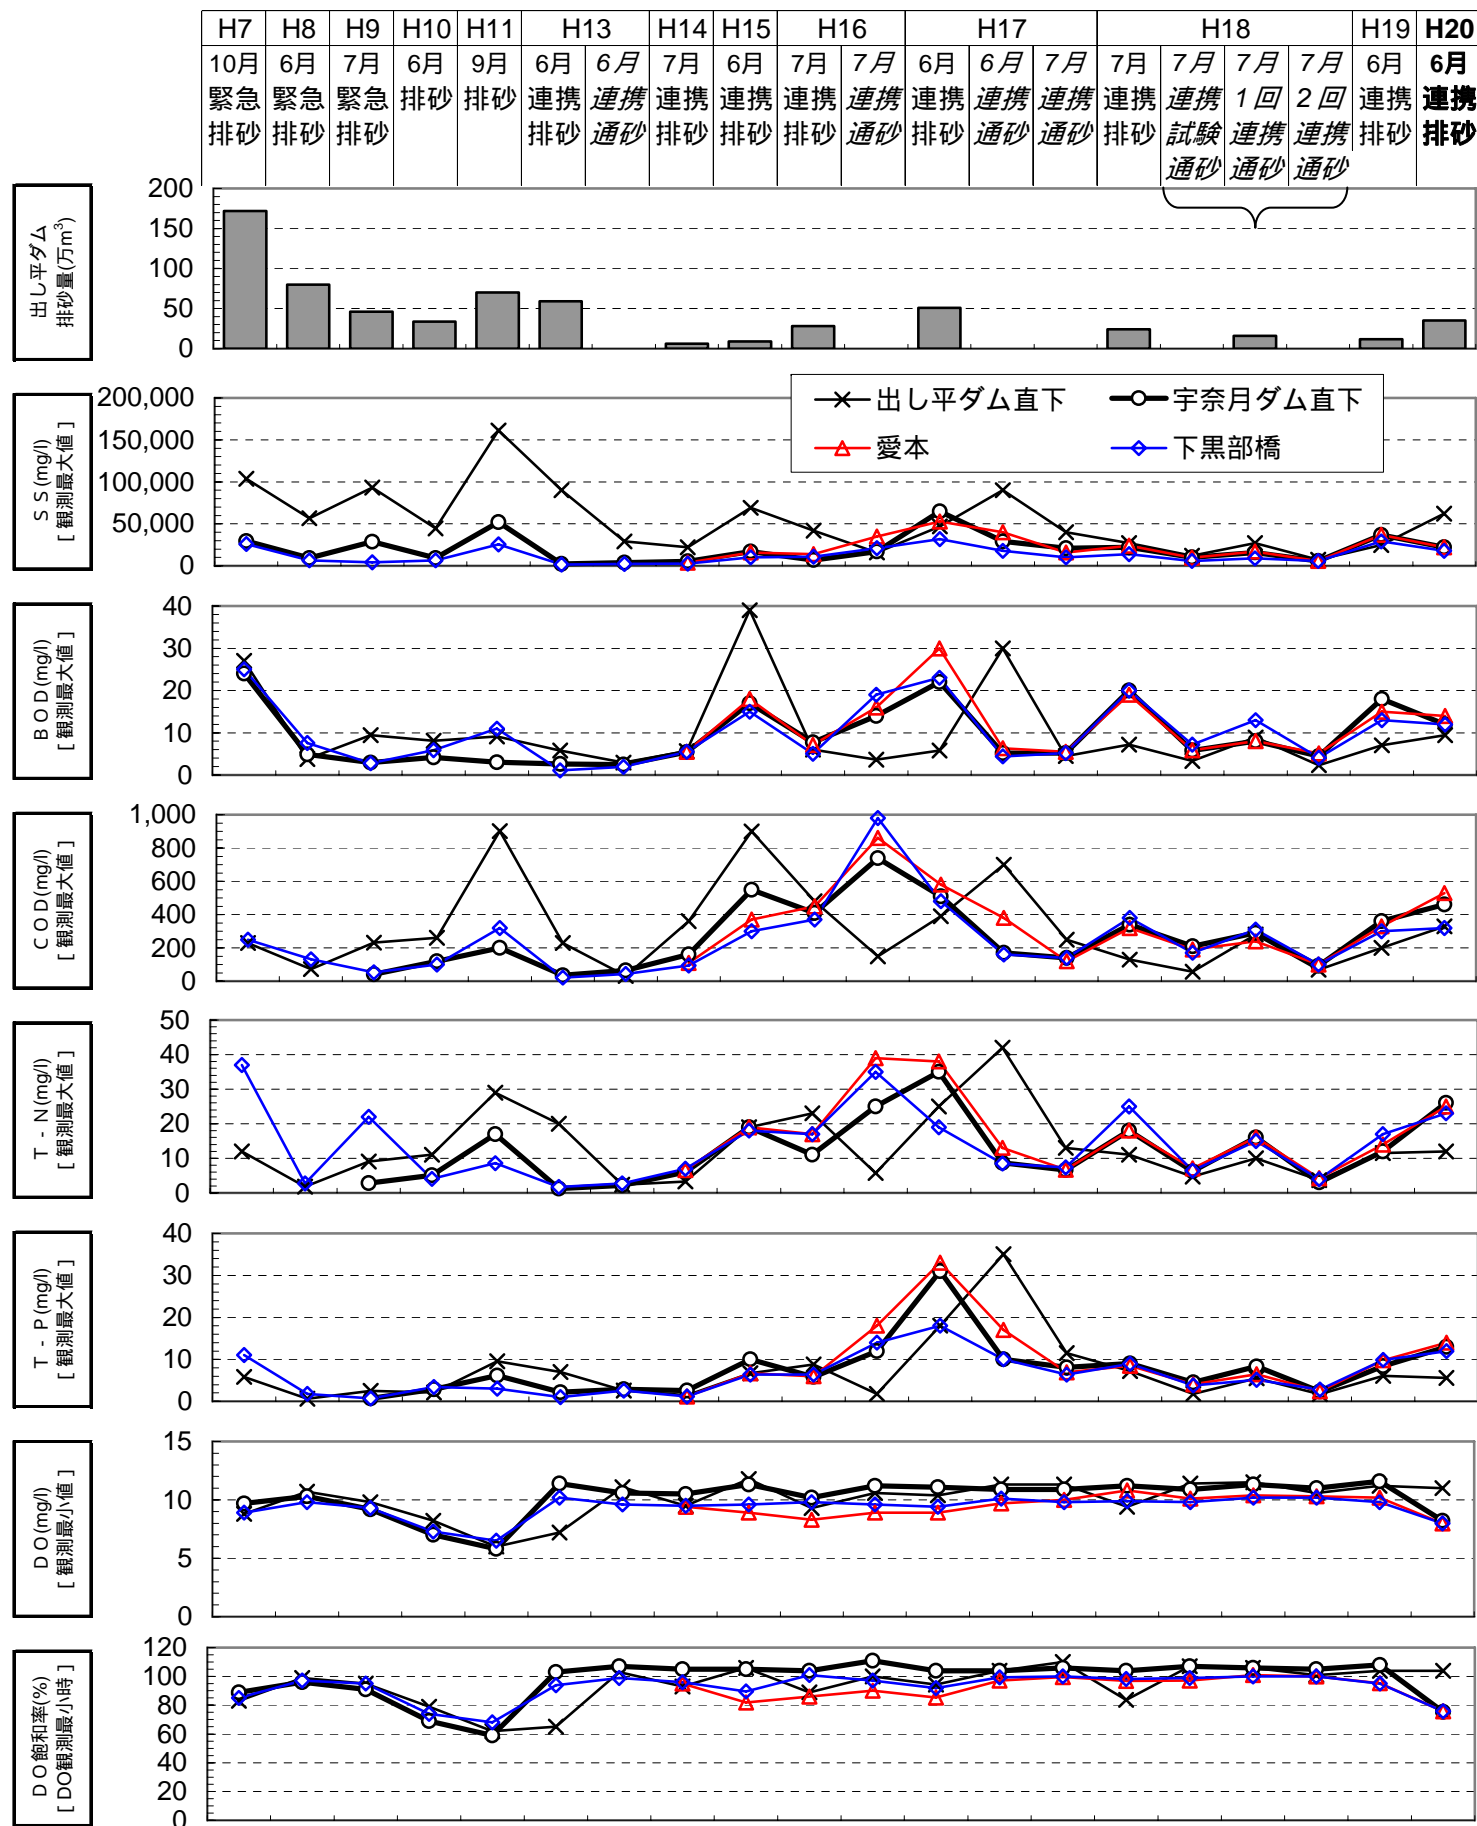 H7 H8 H9 H10 H11 H13 H14 H15 H16 H17 H18 H19 H20
10月 6月 7月 6月 9月 6月 6月 7月 6月 7月 7月 6月 6月 7月 7月 7月 7月 7月 6月 6月
緊急 緊急 緊急 排砂 排砂 連携 連携 連携 連携 連携 連携 連携 連携 連携 連携 連携 1回 2回 連携 連携
排砂 排砂 排砂 排砂 通砂 排砂 排砂 排砂 通砂 排砂 通砂 通砂 排砂 試験 連携 連携 排砂 排砂
通砂 通砂 通砂
出し平ダム
排砂量(万m³)
200
150
100
50
0
SS(mg/l)
[観測最大値]
200,000
150,000
100,000
50,000
0
出し平ダム直下 宇奈月ダム直下
愛本 下黒部橋
BOD(mg/l)
[観測最大値]
40
30
20
10
0
COD(mg/l)
[観測最大値]
1,000
800
600
400
200
0
T-N(mg/l)
[観測最大値]
50
40
30
20
10
0
T-P(mg/l)
[観測最大値]
40
30
20
10
0
DO(mg/l)
[観測最小値]
15
10
5
0
DO飽和率(%)
[DO観測最小時]
120
100
80
60
40
20
0